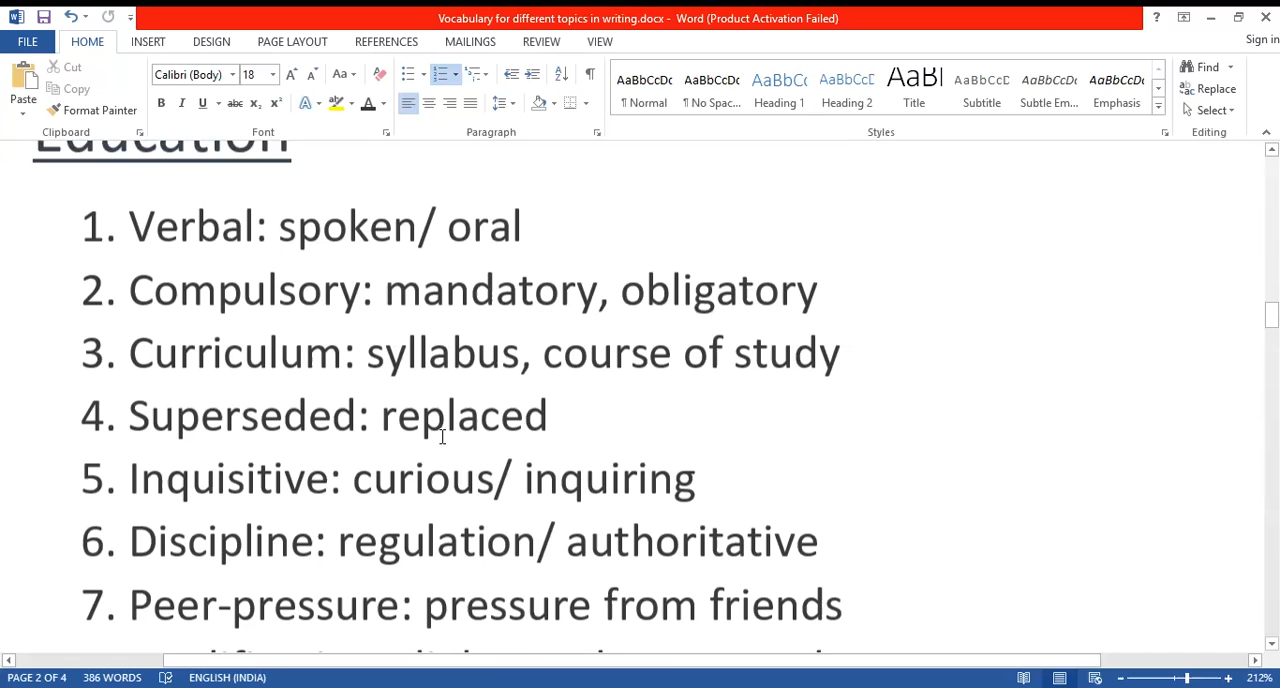 Vocabulary for different topics in writing.docx - Word (Product Activation Failed)
FILE HOME INSERT DESIGN PAGE LAYOUT REFERENCES MAILINGS REVIEW VIEW Sign in
Cut
Copy
Format Painter
Paste
Calibri (Body) 18
AaBbCcDc AaBbCcDc AaBbCc AaBbCcD AaBl AaBbCcD AaBbCcDc AaBbCcDc
¶ Normal ¶ No Spac... Heading 1 Heading 2 Title Subtitle Subtle Em... Emphasis
Find
Replace
Select
Clipboard Font Paragraph Styles Editing
Education
1. Verbal: spoken/ oral
2. Compulsory: mandatory, obligatory
3. Curriculum: syllabus, course of study
4. Superseded: replaced
5. Inquisitive: curious/ inquiring
6. Discipline: regulation/ authoritative
7. Peer-pressure: pressure from friends
PAGE 2 OF 4 386 WORDS ENGLISH (INDIA) 212%